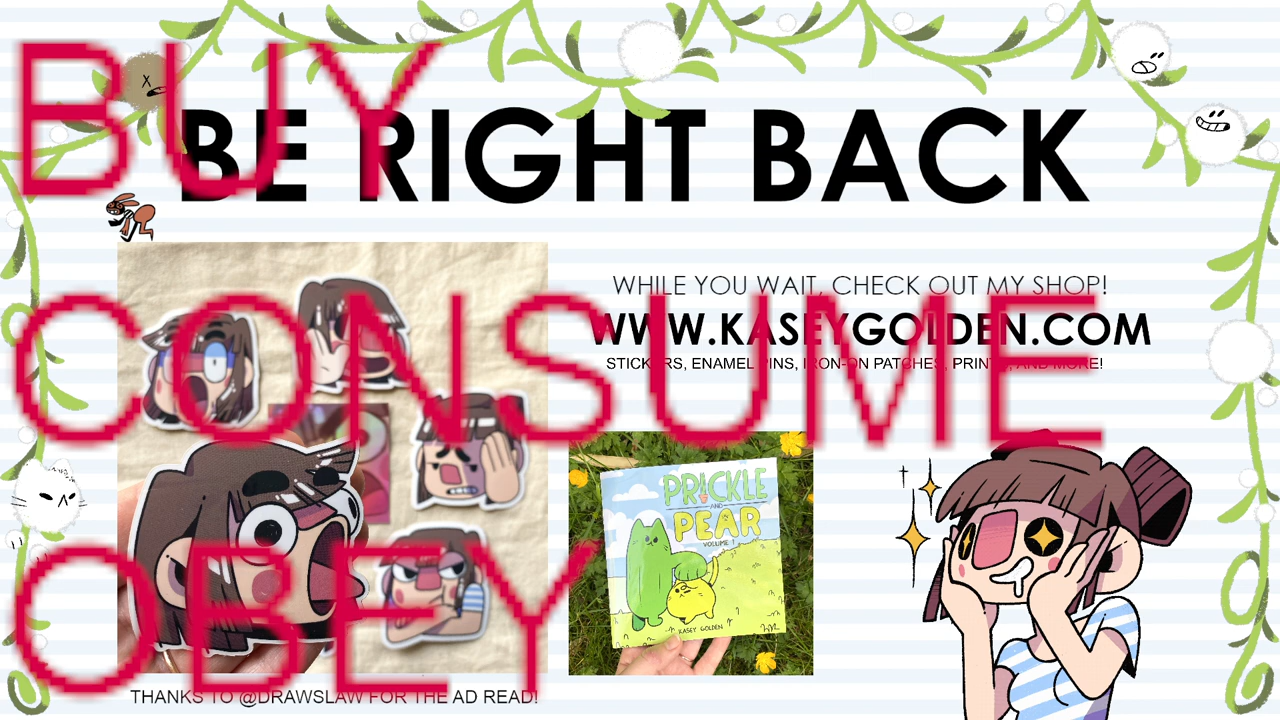 BUY
BE RIGHT BACK
WHILE YOU WAIT, CHECK OUT MY SHOP!
CONSUME
WWW.KASEYGOLDEN.COM
STICKERS, ENAMEL PINS, IRON-ON PATCHES, PRINTS, AND MORE!
PRICKLE
AND
PEAR
VOLUME 1
OBEY
KASEY GOLDEN
THANKS TO @DRAWSLAW FOR THE AD READ!